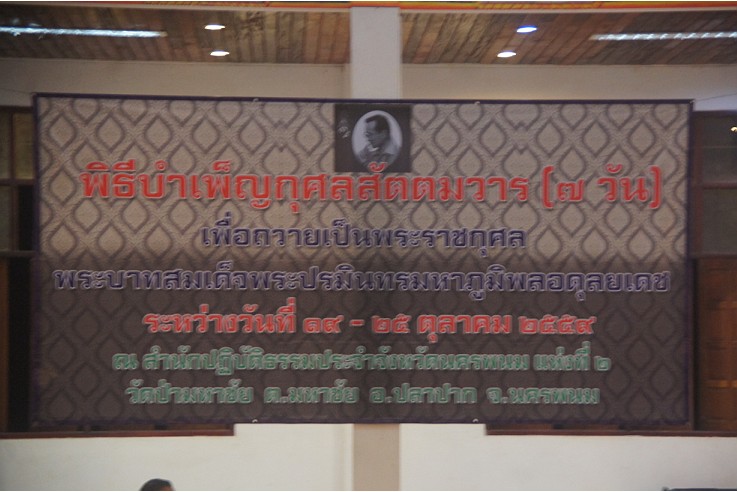 พิธีบำเพ็ญกุศลสัตตมวาร (๗ วัน)
เพื่อถวายเป็นพระราชกุศล
พระบาทสมเด็จพระปรมินทรมหาภูมิพลอดุลยเดช
ระหว่างวันที่ ๑๙ - ๒๕ ตุลาคม ๒๕๕๙
ณ สำนักปฏิบัติธรรมประจำจังหวัดนครพนม แห่งที่ ๒
วัดป่ามหาชัย ต.มหาชัย อ.ปลาปาก จ.นครพนม